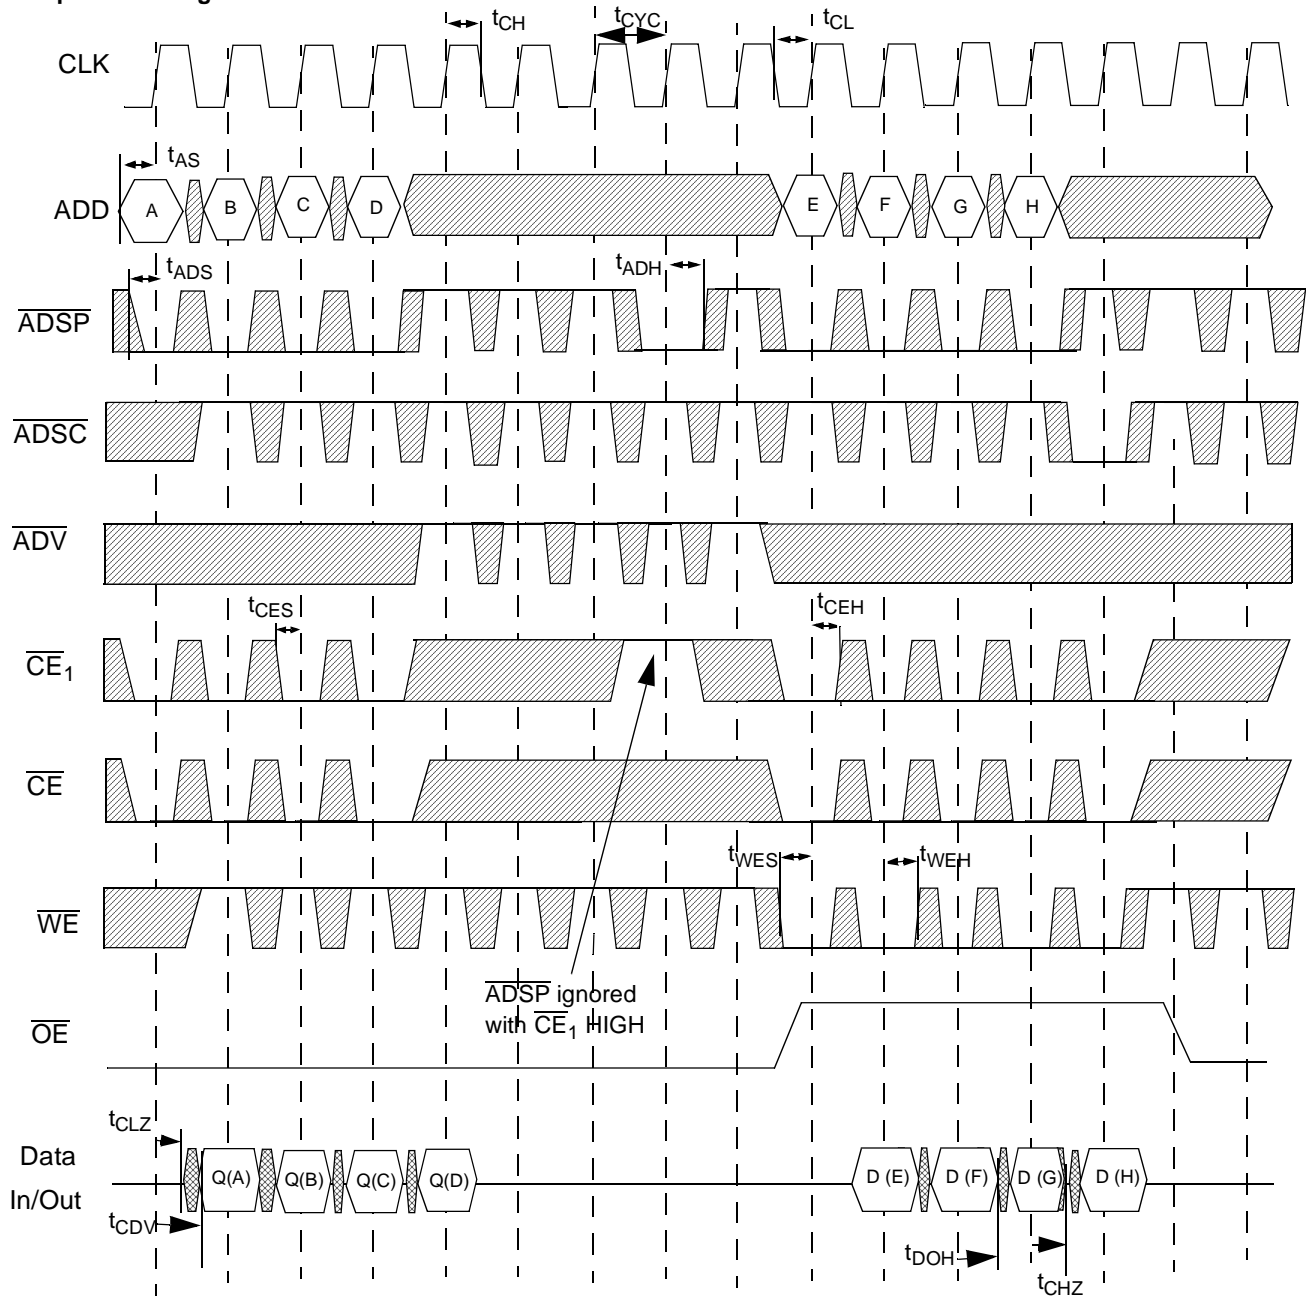 tCH tCYC tCL
CLK
tAS
ADD A B C D E F G H
tADS tADH
ADSP
ADSC
ADV
tCES tCEH
CE1
CE
tWES tWEH
WE
ADSP ignored
with CE1 HIGH
OE
tCLZ
Data
In/Out
Q(A) Q(B) Q(C) Q(D) D (E) D (F) D (G) D (H)
tCDV
tDOH
tCHZ